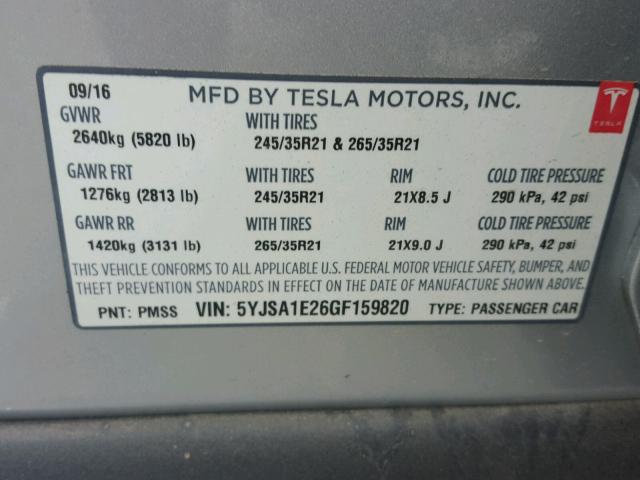 09/16 MFD BY TESLA MOTORS, INC. TESLA
GVWR WITH TIRES
2640kg (5820 lb) 245/35R21 & 265/35R21
GAWR FRT WITH TIRES RIM COLD TIRE PRESSURE
1276kg (2813 lb) 245/35R21 21X8.5 J 290 kPa, 42 psi
GAWR RR WITH TIRES RIM COLD TIRE PRESSURE
1420kg (3131 lb) 265/35R21 21X9.0 J 290 kPa, 42 psi
THIS VEHICLE CONFORMS TO ALL APPLICABLE U.S. FEDERAL MOTOR VEHICLE SAFETY, BUMPER, AND
THEFT PREVENTION STANDARDS IN EFFECT ON THE DATE OF MANUFACTURE SHOWN ABOVE.
PNT: PMSS VIN: 5YJSA1E26GF159820 TYPE: PASSENGER CAR